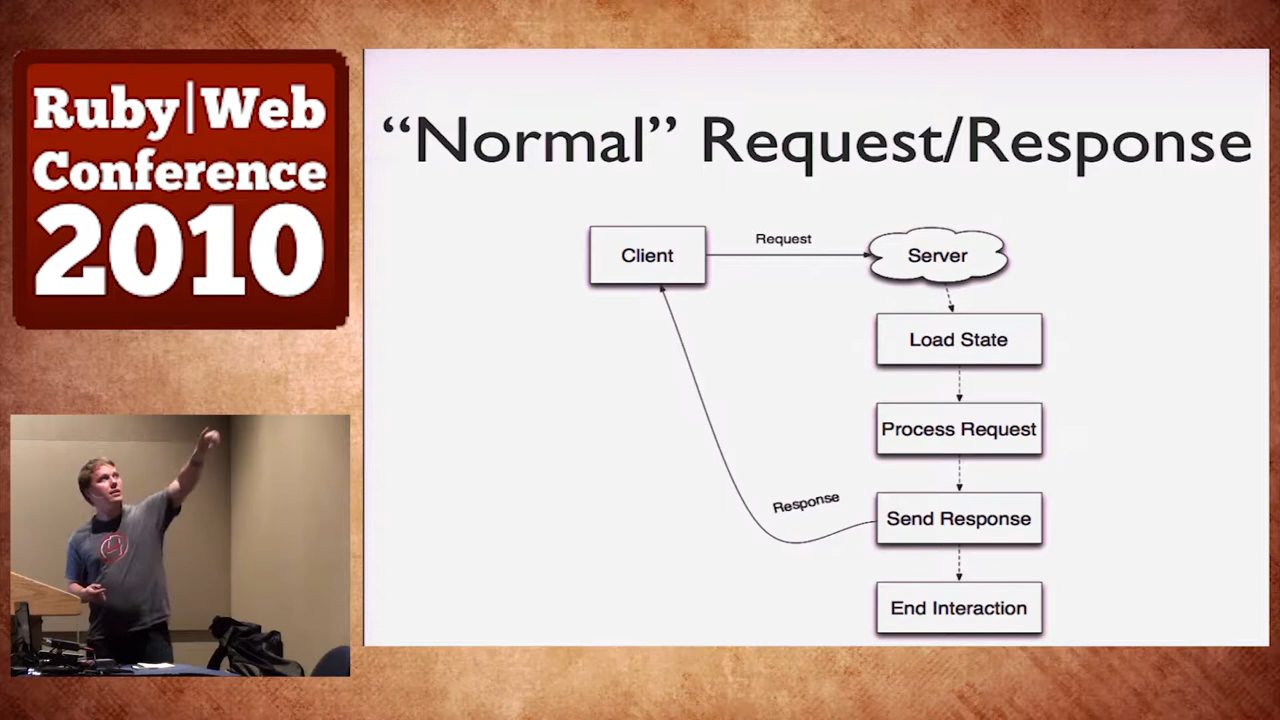 Ruby|Web
Conference
2010
“Normal” Request/Response
Client
Request
Server
Load State
Process Request
Response
Send Response
End Interaction